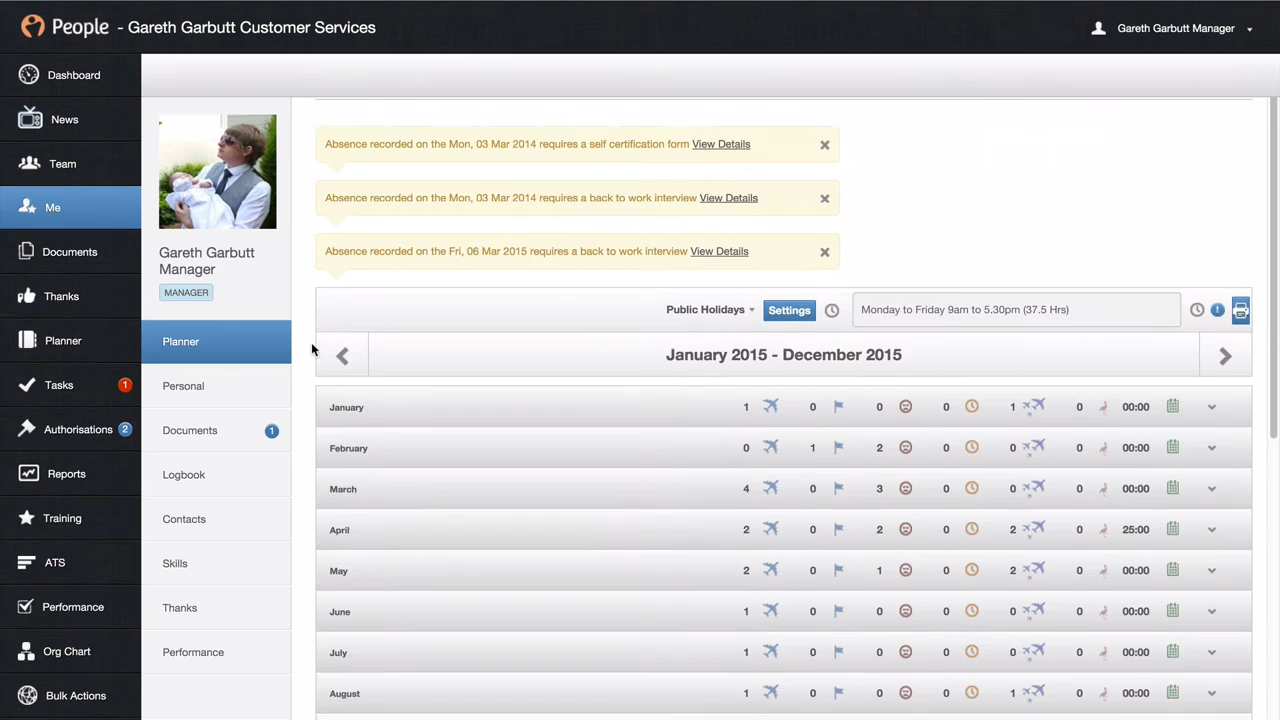 People - Gareth Garbutt Customer Services
Gareth Garbutt Manager
Dashboard
News
Team
Me
Documents
Thanks
Planner
Tasks 1
Authorisations 2
Reports
Training
ATS
Performance
Org Chart
Bulk Actions
Gareth Garbutt
Manager
MANAGER
Planner
Personal
Documents 1
Logbook
Contacts
Skills
Thanks
Performance
Absence recorded on the Mon, 03 Mar 2014 requires a self certification form View Details
Absence recorded on the Mon, 03 Mar 2014 requires a back to work interview View Details
Absence recorded on the Fri, 06 Mar 2015 requires a back to work interview View Details
Public Holidays Settings Monday to Friday 9am to 5.30pm (37.5 Hrs)
January 2015 - December 2015
January 1 0 0 0 1 0 00:00
February 0 1 2 0 0 0 00:00
March 4 0 3 0 0 0 00:00
April 2 0 2 0 2 0 25:00
May 2 0 1 0 2 0 00:00
June 1 0 0 0 0 0 00:00
July 1 0 0 0 0 0 00:00
August 1 0 0 0 1 0 00:00